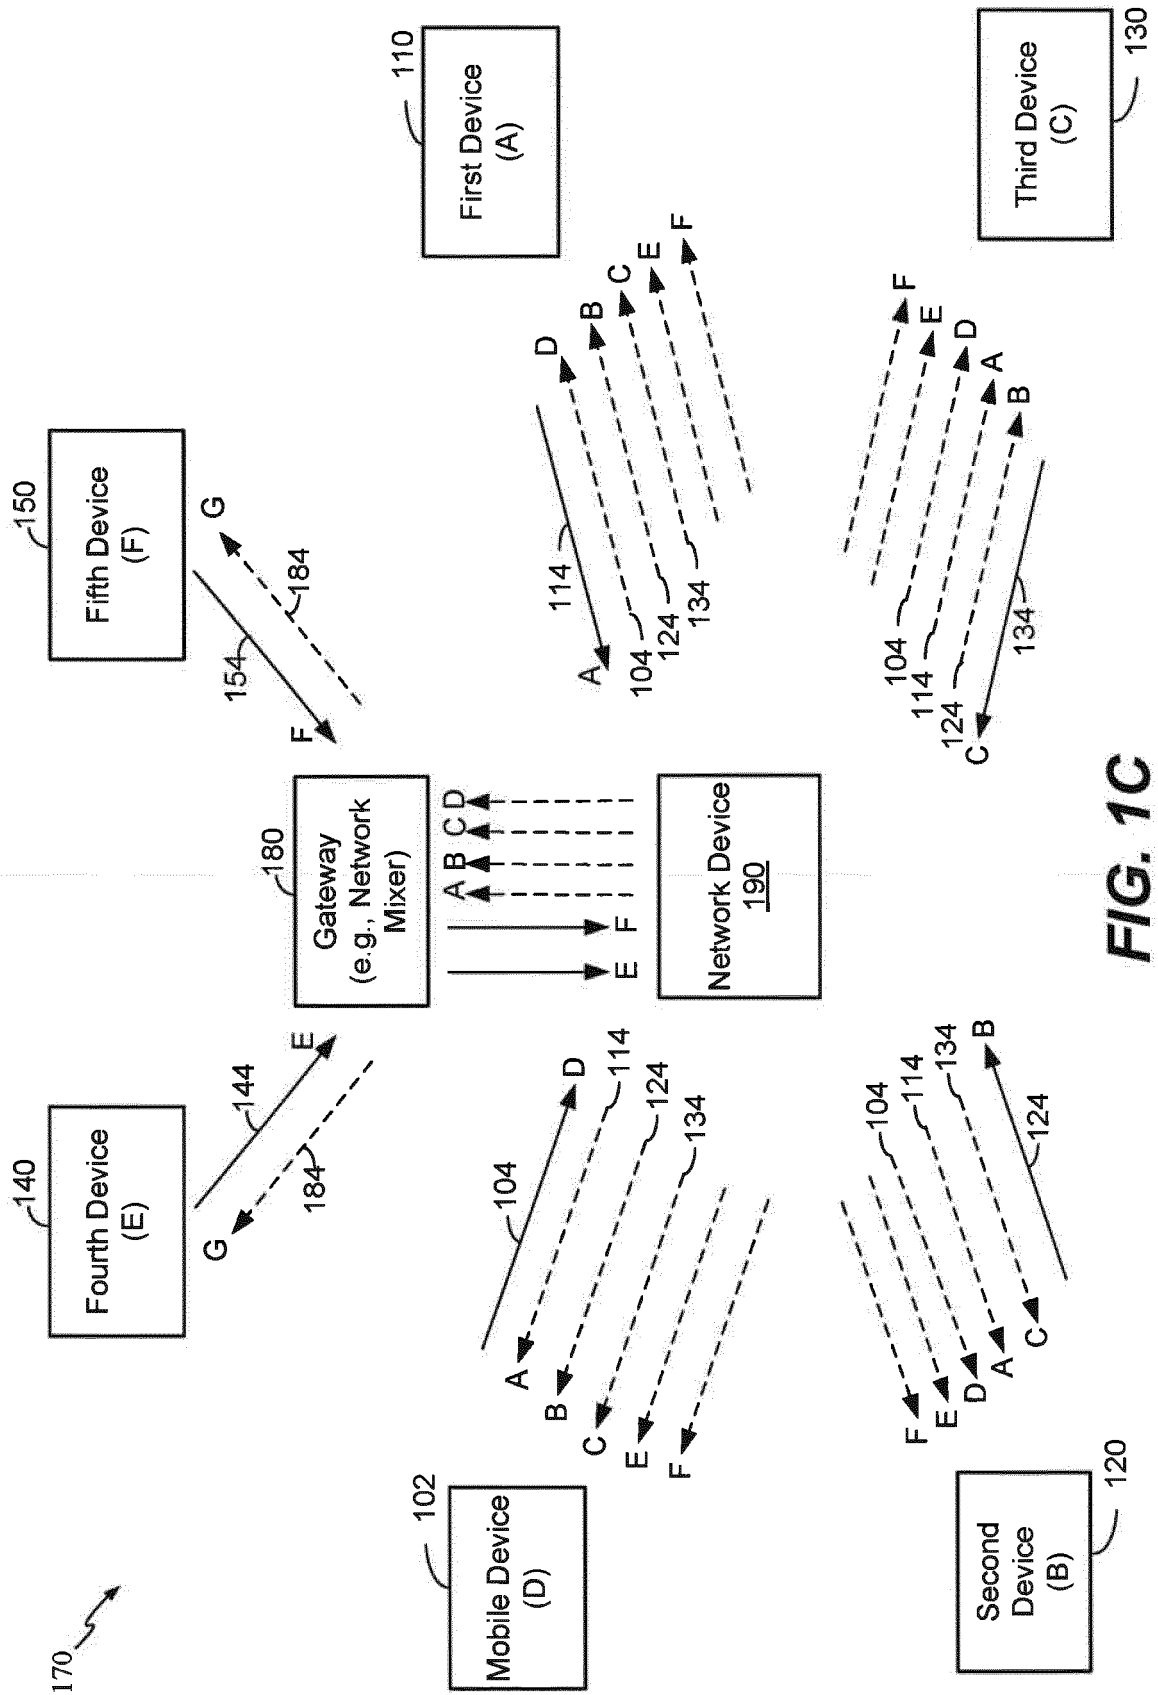 170
140
Fourth Device
(E)
150
Fifth Device
(F)
G
184
144
E
180
Gateway
(e.g., Network
Mixer)
F
154
184
G
102
Mobile Device
(D)
104
D
A
114
B
124
C
134
E
F
E
F
A
B
C
D
Network Device
190
110
First Device
(A)
114
A
D
104
B
124
C
134
E
F
120
Second
Device
(B)
F
E
D
104
A
114
C
134
B
124
130
Third Device
(C)
F
E
D
104
A
114
B
124
C
134
FIG. 1C